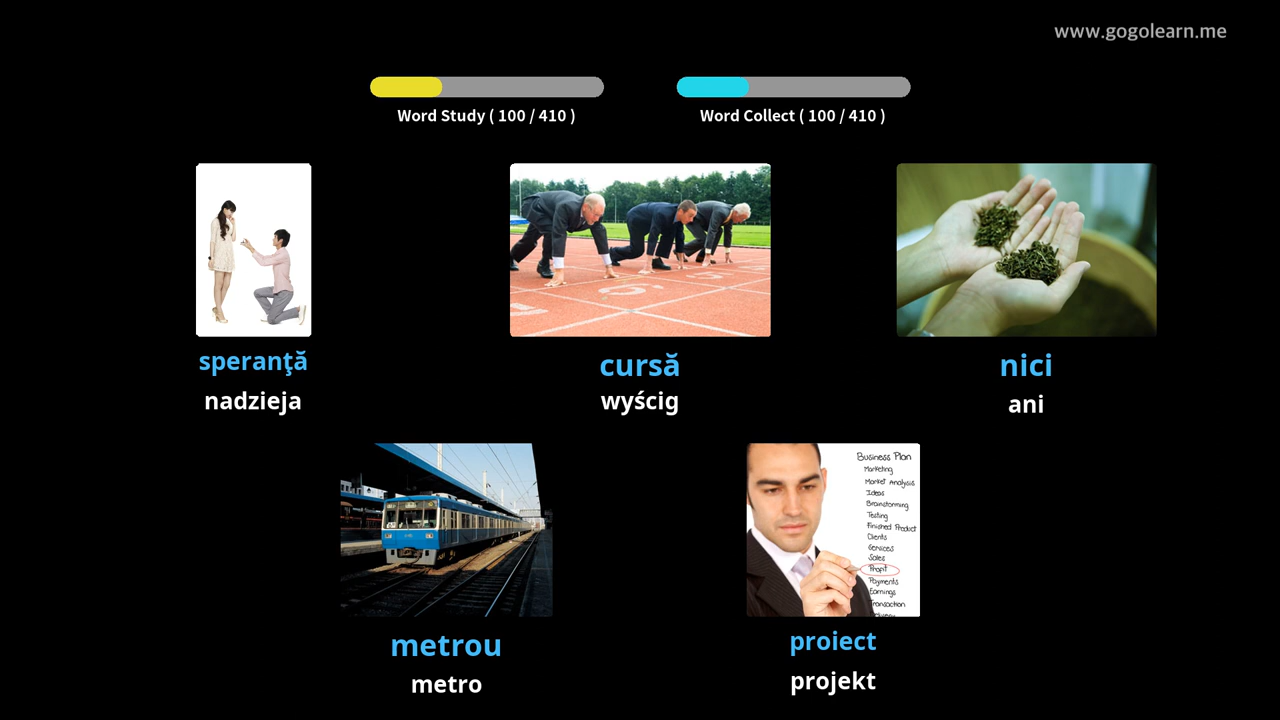 www.gogolearn.me
Word Study ( 100 / 410 )
Word Collect ( 100 / 410 )
speranţă
nadzieja
cursă
wyścig
nici
ani
metrou
metro
Business Plan
Marketing
Market Analysis
Ideas
Brainstorming
Testing
Finished Product
Clients
Services
Sales
Profit
Payments
Earnings
Transaction
proiect
projekt